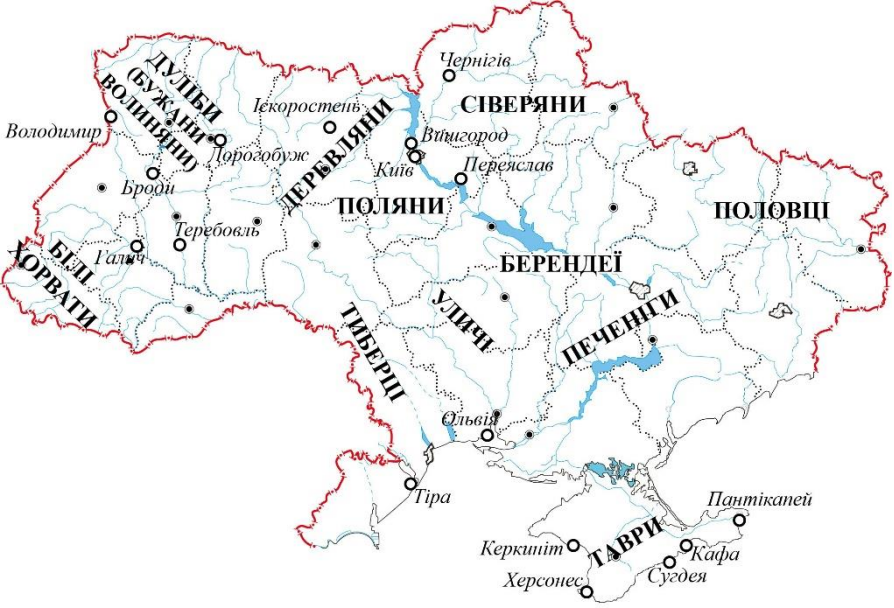 Чернігів
ДУЛІБИ
(БУЖАНИ
ВОЛИНЯНИ)
Іскоростень
СІВЕРЯНИ
Володимир
Вишгород
Дорогобуж
ДЕРЕВЛЯНИ
Київ
Переяслав
Броди
ПОЛЯНИ
ПОЛОВЦІ
Теребовль
Галич
БІЛІ
ХОРВАТИ
БЕРЕНДЕЇ
УЛИЧІ
ПЕЧЕНІГИ
ТИБЕРЦІ
Ольвія
Тіра
Пантікапей
ТАВРИ
Керкиніт
Кафа
Сугдея
Херсонес